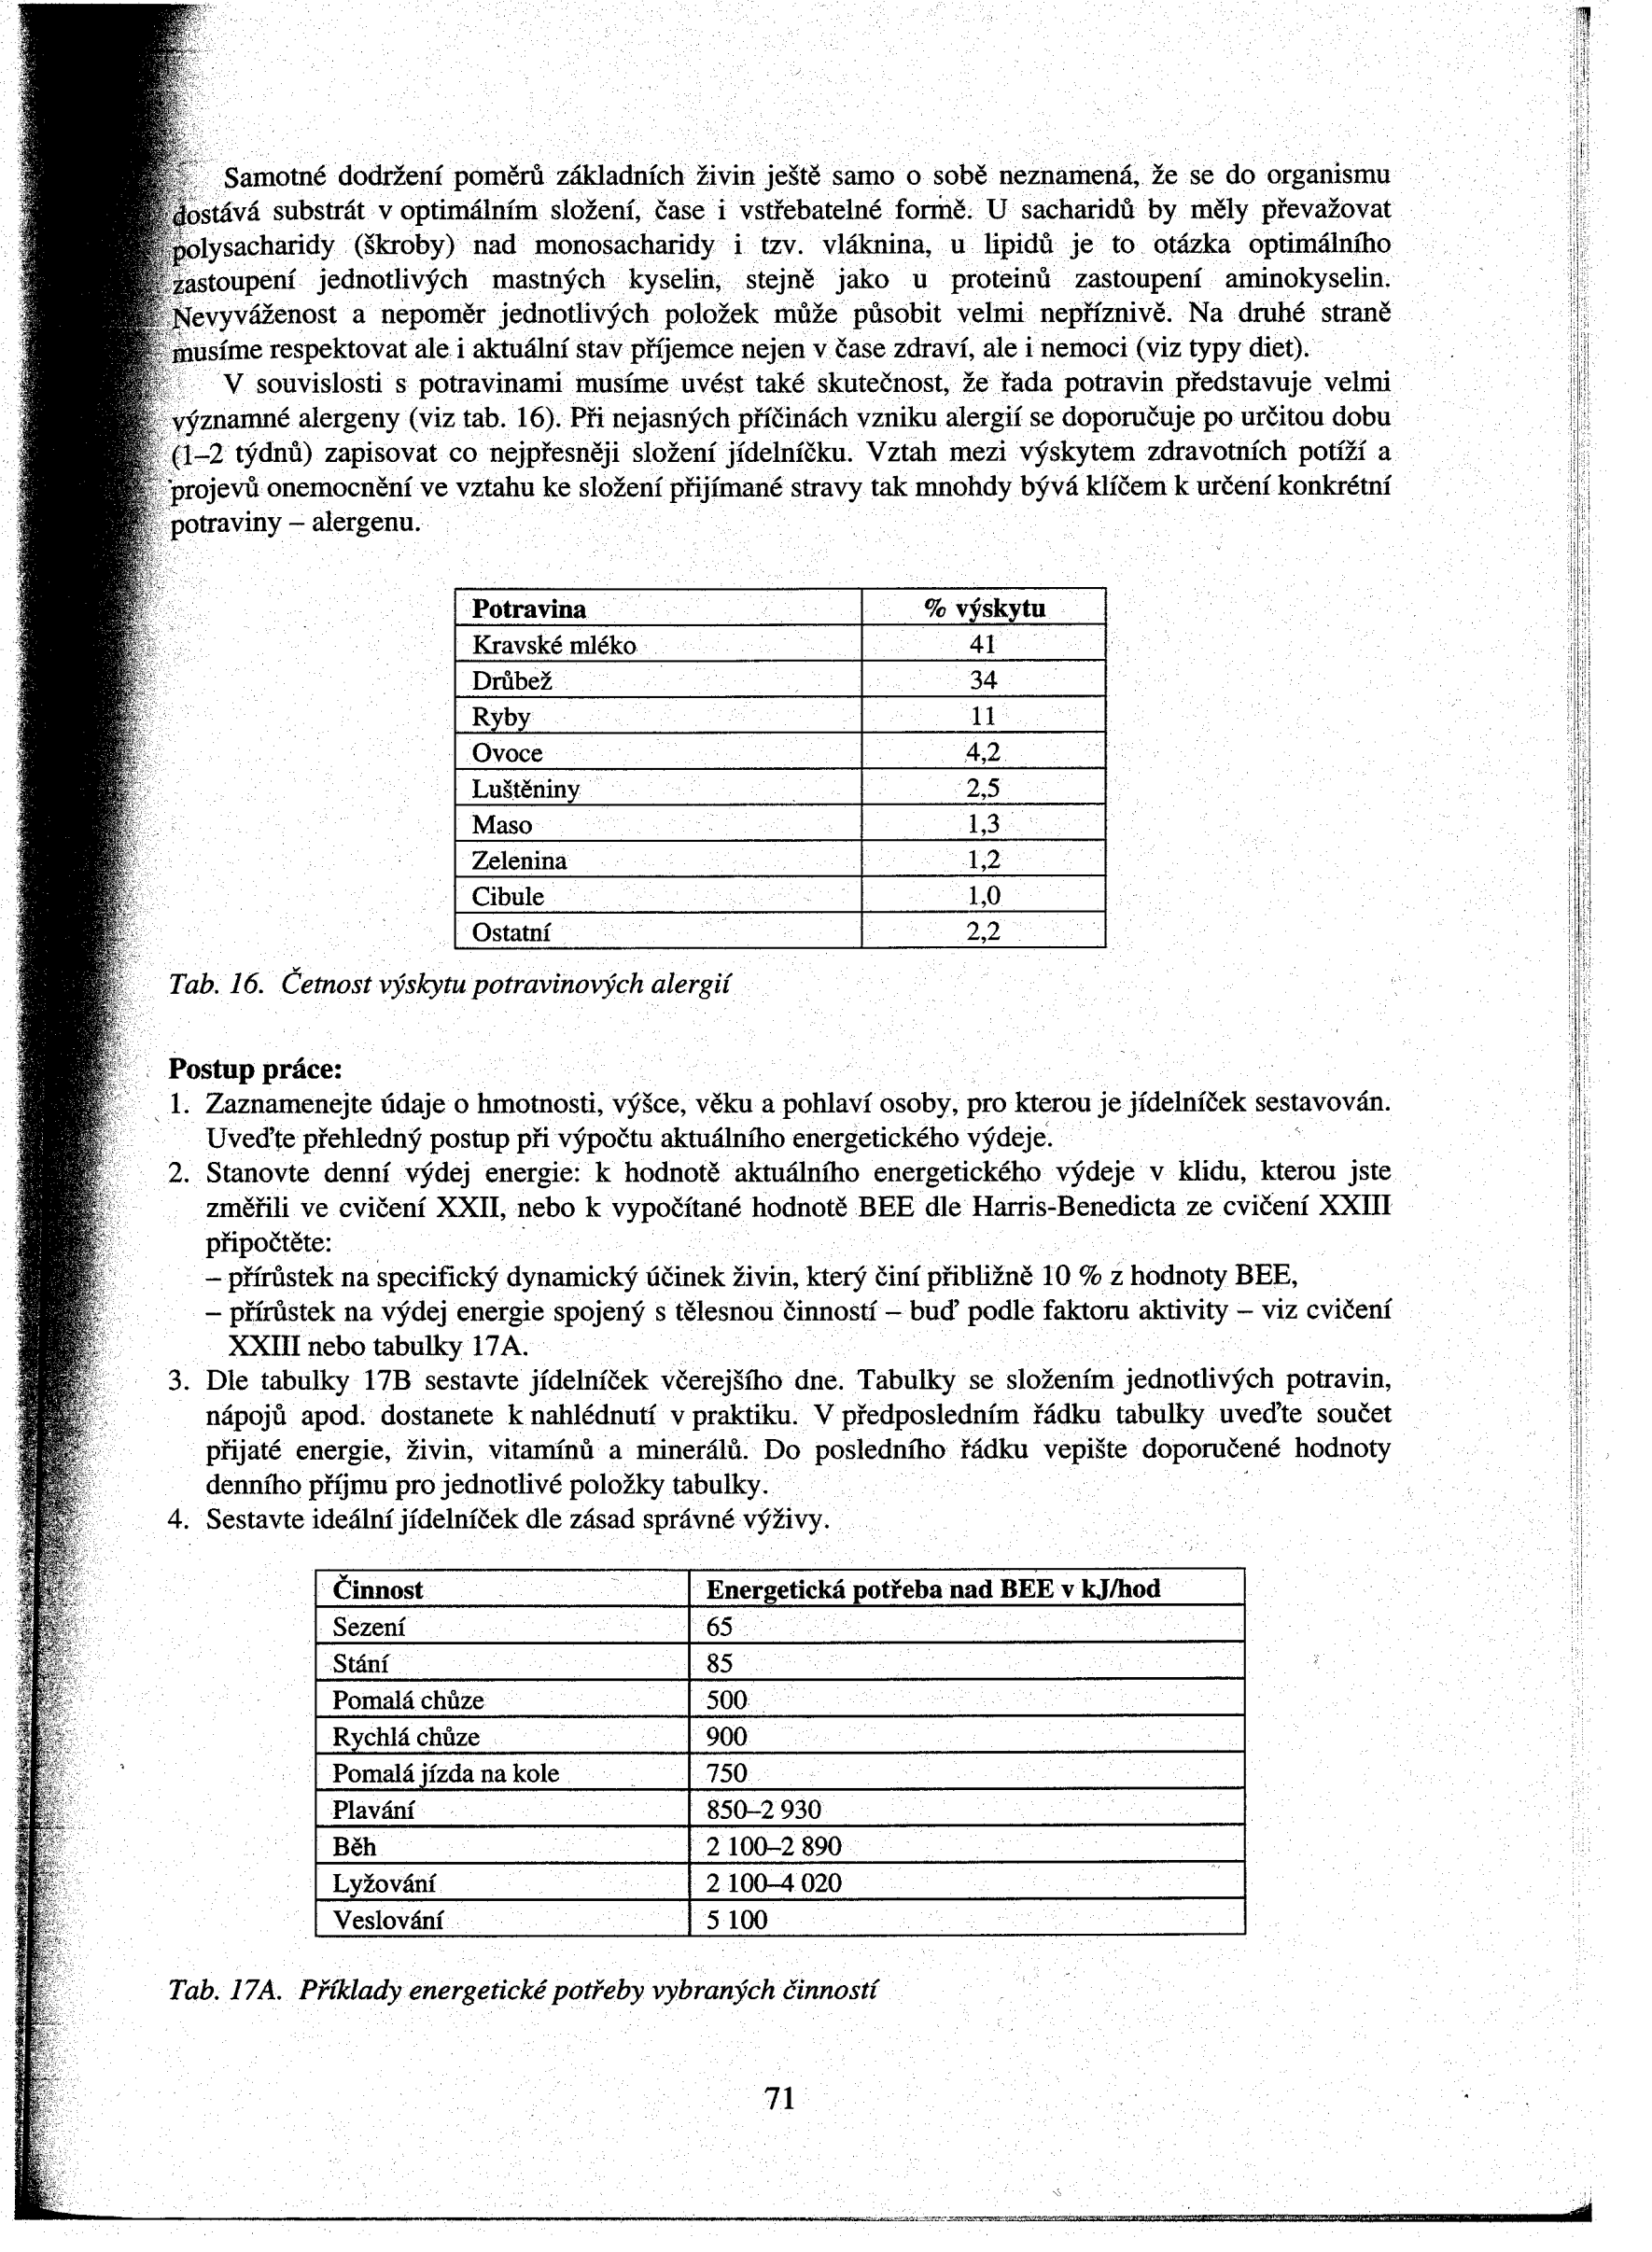 Samotné dodržení poměrů základních živin ještě samo o sobě neznamená, že se do organismu
dostává substrát v optimálním složení, čase i vstřebatelné formě. U sacharidů by měly převažovat
polysacharidy (škroby) nad monosacharidy i tzv. vláknina, u lipidů je to otázka optimálního
zastoupení jednotlivých mastných kyselin, stejně jako u proteinů zastoupení aminokyselin.
Nevyváženost a nepoměr jednotlivých položek může působit velmi nepříznivě. Na druhé straně
musíme respektovat ale i aktuální stav příjemce nejen v čase zdraví, ale i nemoci (viz typy diet).
V souvislosti s potravinami musíme uvést také skutečnost, že řada potravin představuje velmi
významné alergeny (viz tab. 16). Při nejasných příčinách vzniku alergií se doporučuje po určitou dobu
(1–2 týdnů) zapisovat co nejpřesněji složení jídelníčku. Vztah mezi výskytem zdravotních potíží a
projevů onemocnění ve vztahu ke složení přijímané stravy tak mnohdy bývá klíčem k určení konkrétní
potraviny – alergenu.
Potravina % výskytu
Kravské mléko 41
Drůbež 34
Ryby 11
Ovoce 4,2
Luštěniny 2,5
Maso 1,3
Zelenina 1,2
Cibule 1,0
Ostatní 2,2
Tab. 16. Četnost výskytu potravinových alergií
Postup práce:
1. Zaznamenejte údaje o hmotnosti, výšce, věku a pohlaví osoby, pro kterou je jídelníček sestavován.
Uveďte přehledný postup při výpočtu aktuálního energetického výdeje.
2. Stanovte denní výdej energie: k hodnotě aktuálního energetického výdeje v klidu, kterou jste
změřili ve cvičení XXII, nebo k vypočítané hodnotě BEE dle Harris-Benedicta ze cvičení XXIII
připočtěte:
– přírůstek na specifický dynamický účinek živin, který činí přibližně 10 % z hodnoty BEE,
– přírůstek na výdej energie spojený s tělesnou činností – buď podle faktoru aktivity – viz cvičení
XXIII nebo tabulky 17A.
3. Dle tabulky 17B sestavte jídelníček včerejšího dne. Tabulky se složením jednotlivých potravin,
nápojů apod. dostanete k nahlédnutí v praktiku. V předposledním řádku tabulky uveďte součet
přijaté energie, živin, vitamínů a minerálů. Do posledního řádku vepište doporučené hodnoty
denního příjmu pro jednotlivé položky tabulky.
4. Sestavte ideální jídelníček dle zásad správné výživy.
Činnost Energetická potřeba nad BEE v kJ/hod
Sezení 65
Stání 85
Pomalá chůze 500
Rychlá chůze 900
Pomalá jízda na kole 750
Plavání 850–2 930
Běh 2 100–2 890
Lyžování 2 100–4 020
Veslování 5 100
Tab. 17A. Příklady energetické potřeby vybraných činností
71